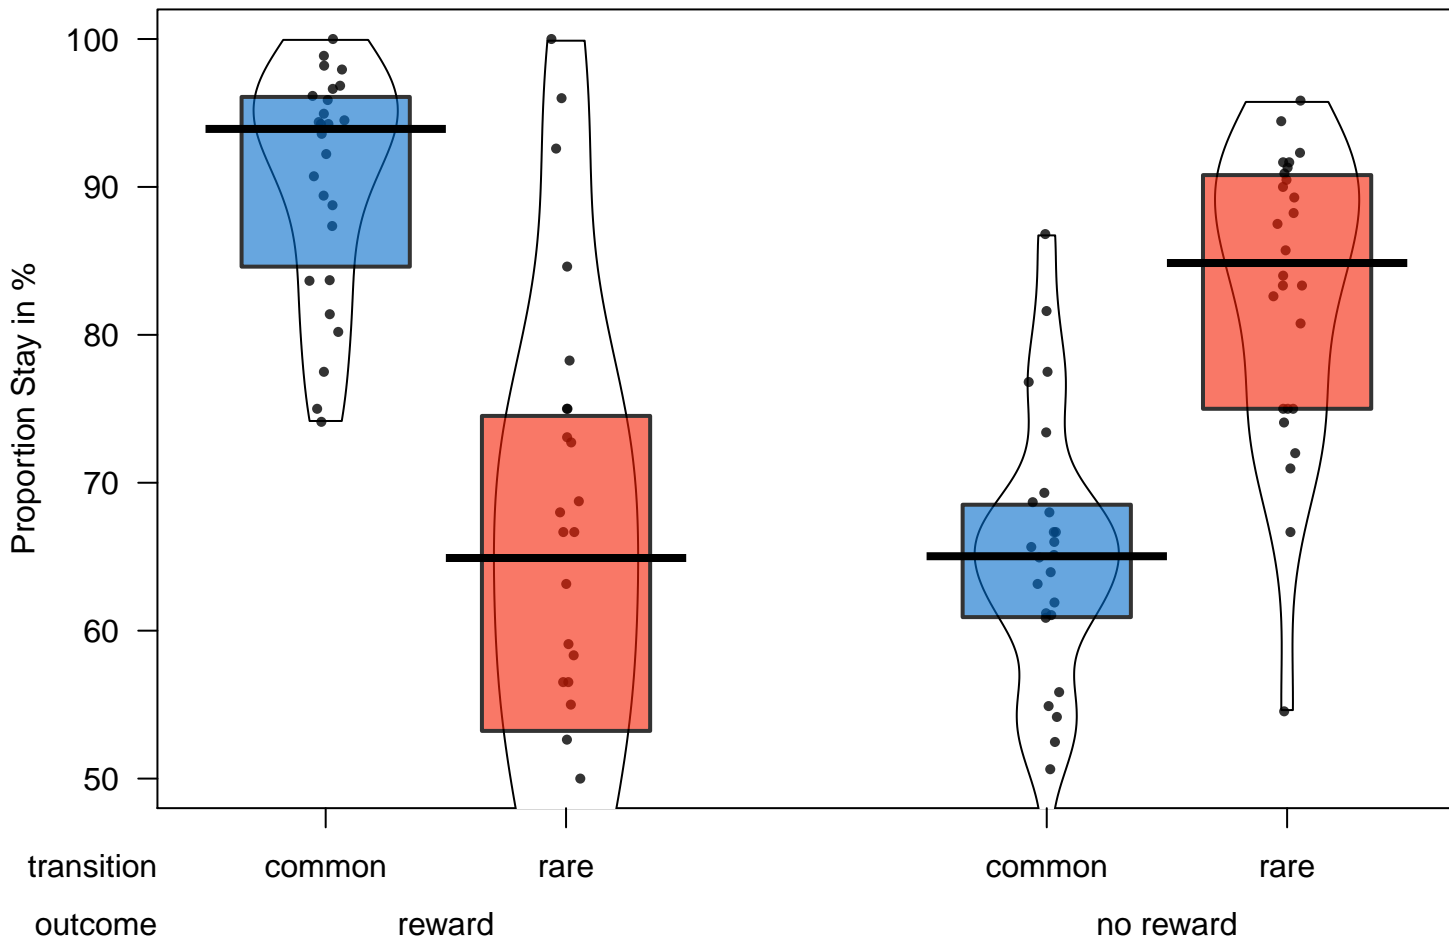 Proportion Stay in %
100
90
80
70
60
50
transition common rare common rare
outcome reward no reward